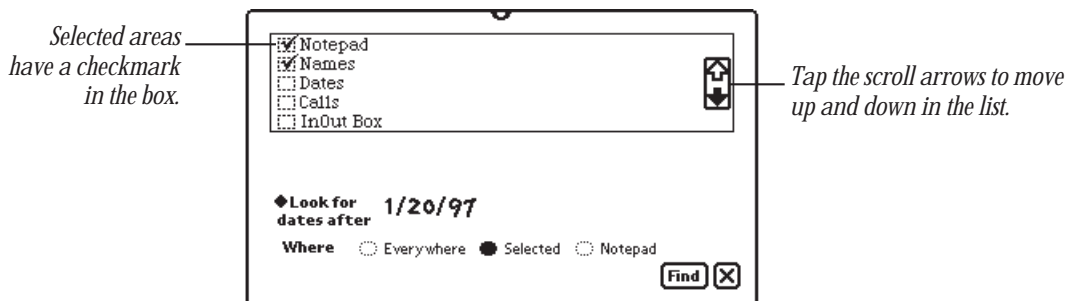 Selected areas
have a checkmark
in the box.
Notepad
Names
Dates
Calls
InOut Box
Tap the scroll arrows to move
up and down in the list.
◆Look for
dates after
1/20/97
Where Everywhere Selected Notepad
Find